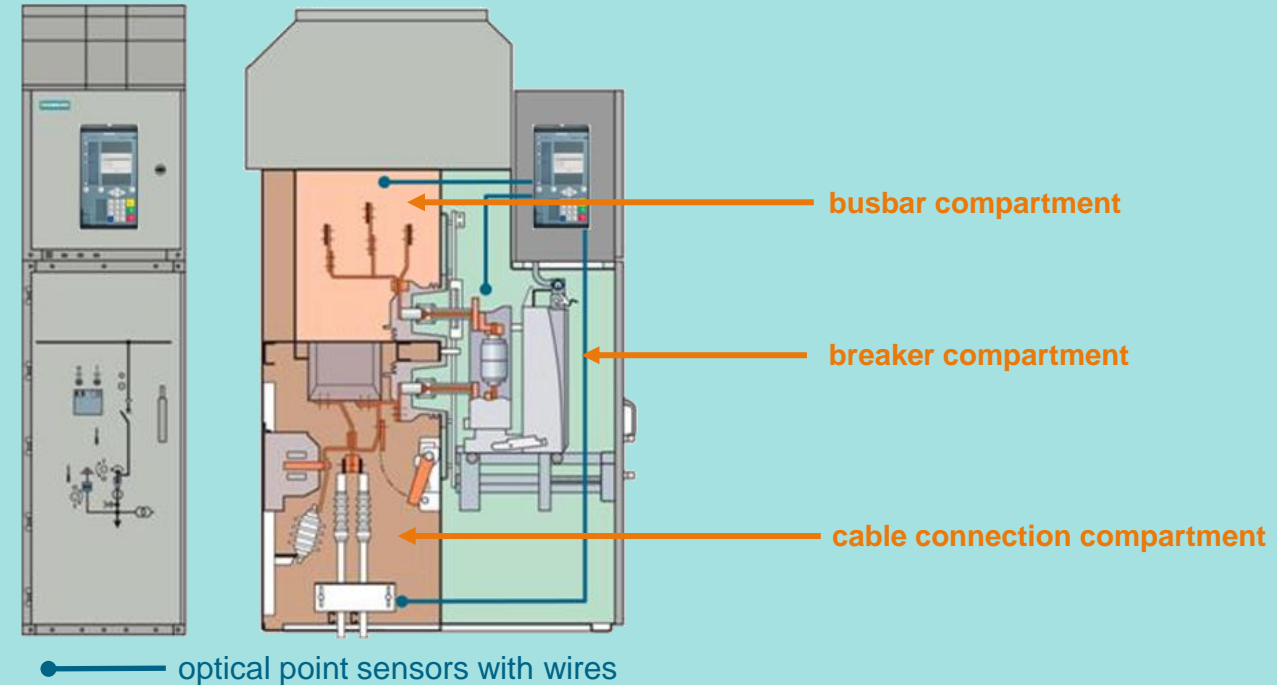 busbar compartment
breaker compartment
cable connection compartment
optical point sensors with wires